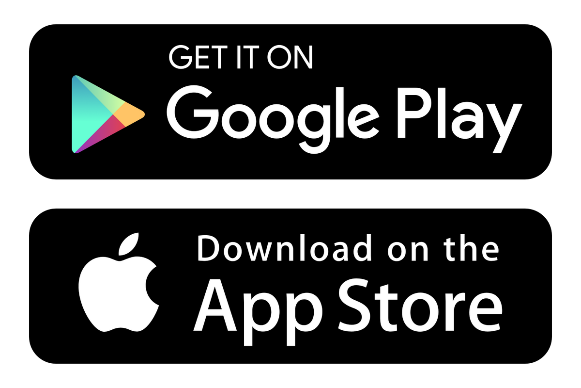 GET IT ON
Google Play
Download on the
App Store